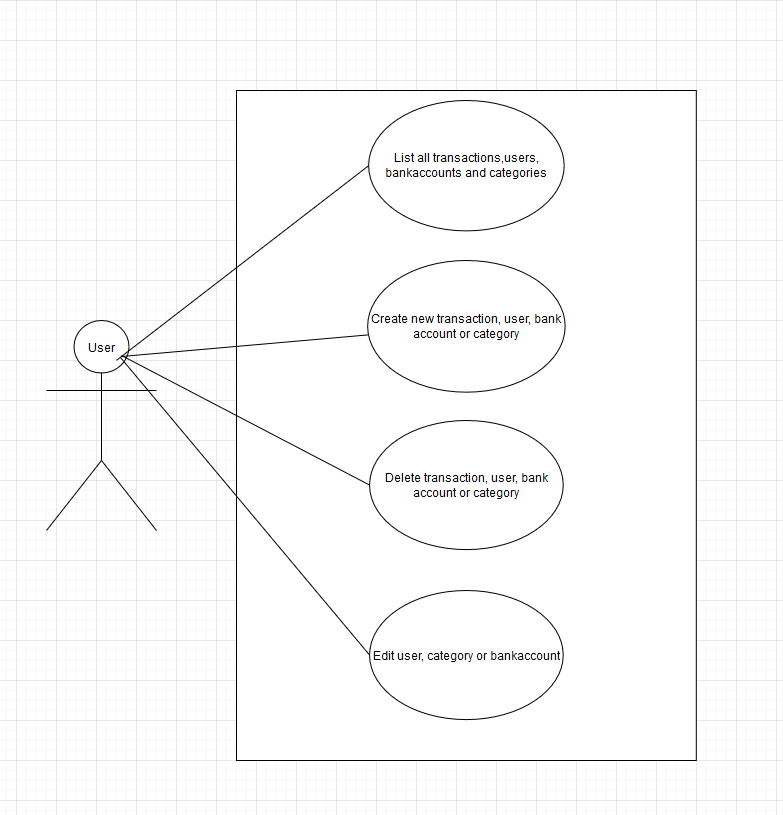 List all transactions,users,
bankaccounts and categories
Create new transaction, user, bank
account or category
User
Delete transaction, user, bank
account or category
Edit user, category or bankaccount